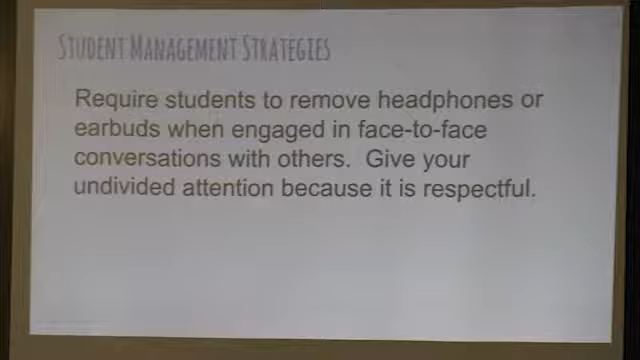 STUDENT MANAGEMENT STRATEGIES
Require students to remove headphones or
earbuds when engaged in face-to-face
conversations with others.  Give your
undivided attention because it is respectful.